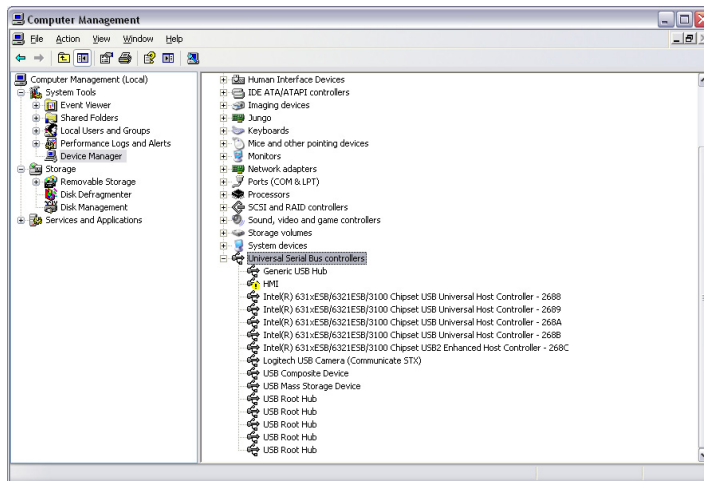 Computer Management
File Action View Window Help
Computer Management (Local)
System Tools
Event Viewer
Shared Folders
Local Users and Groups
Performance Logs and Alerts
Device Manager
Storage
Removable Storage
Disk Defragmenter
Disk Management
Services and Applications
Human Interface Devices
IDE ATA/ATAPI controllers
Imaging devices
Jungo
Keyboards
Mice and other pointing devices
Monitors
Network adapters
Ports (COM & LPT)
Processors
SCSI and RAID controllers
Sound, video and game controllers
Storage volumes
System devices
Universal Serial Bus controllers
Generic USB Hub
HMI
Intel(R) 631xESB/6321ESB/3100 Chipset USB Universal Host Controller - 2688
Intel(R) 631xESB/6321ESB/3100 Chipset USB Universal Host Controller - 2689
Intel(R) 631xESB/6321ESB/3100 Chipset USB Universal Host Controller - 268A
Intel(R) 631xESB/6321ESB/3100 Chipset USB Universal Host Controller - 268B
Intel(R) 631xESB/6321ESB/3100 Chipset USB2 Enhanced Host Controller - 268C
Logitech USB Camera (Communicate STX)
USB Composite Device
USB Mass Storage Device
USB Root Hub
USB Root Hub
USB Root Hub
USB Root Hub
USB Root Hub